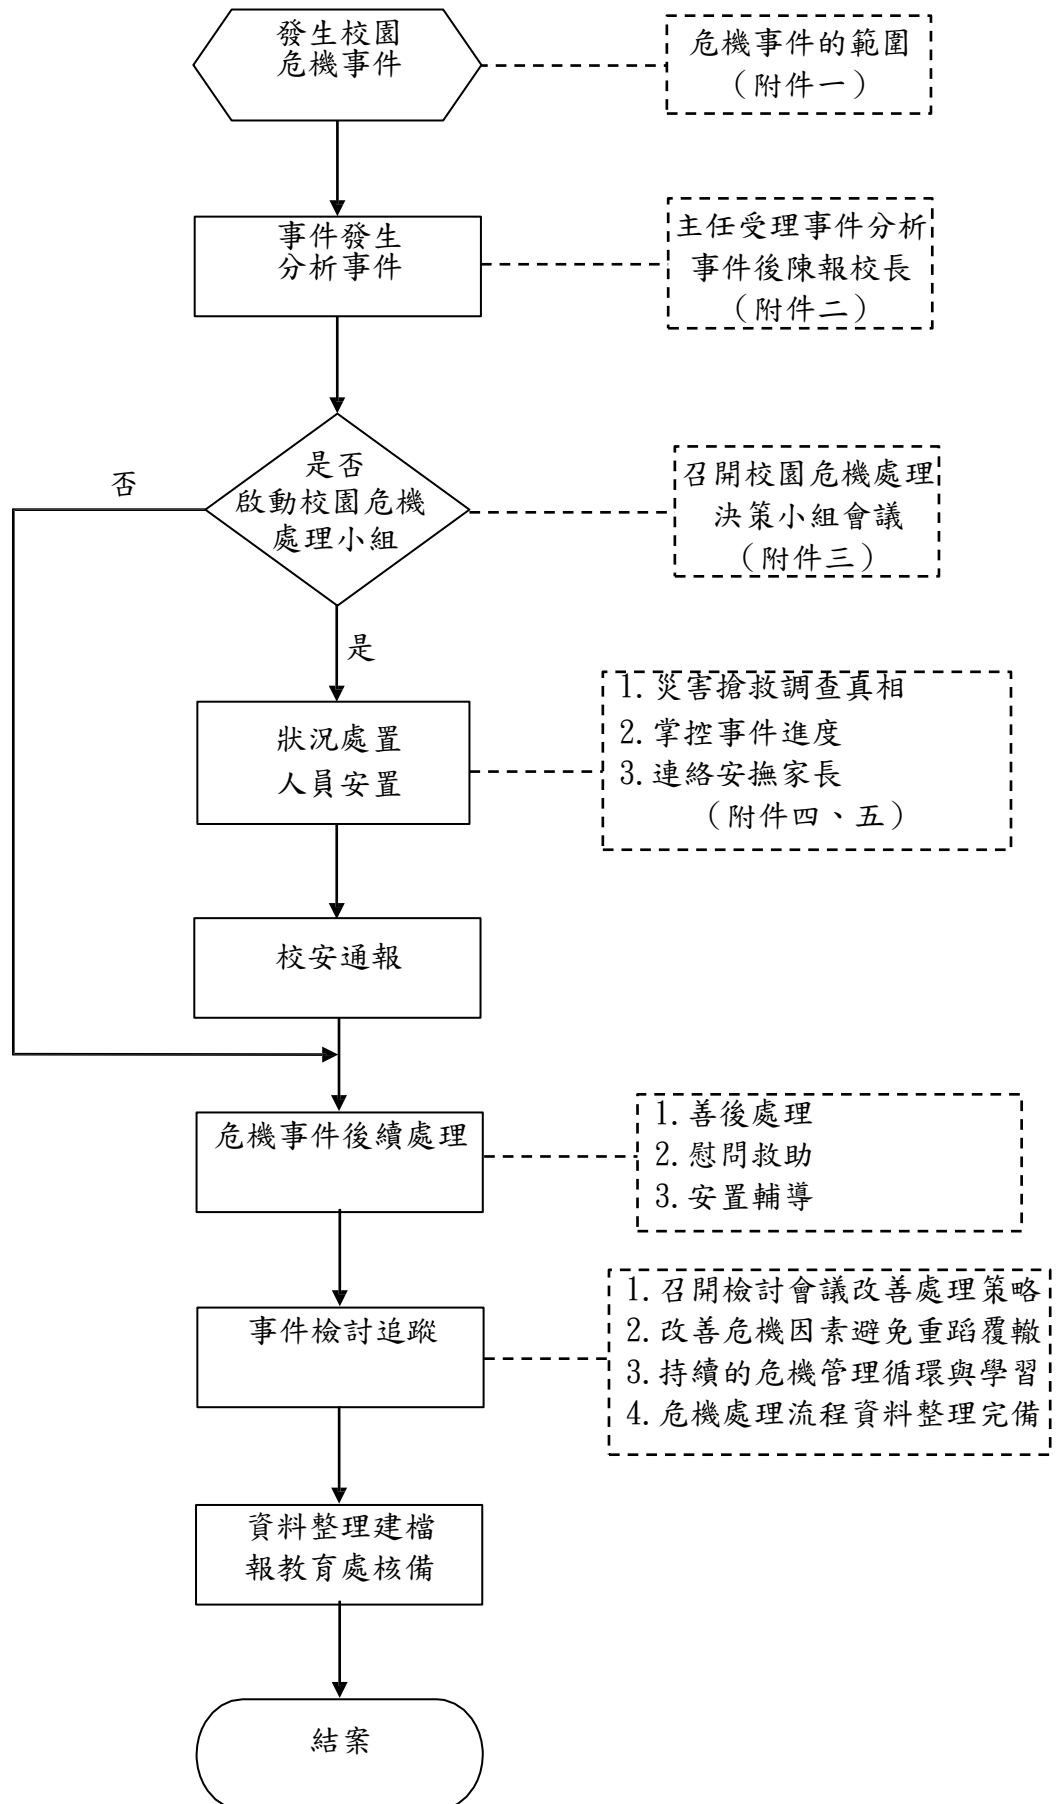 發生校園
危機事件
危機事件的範圍
（附件一）
事件發生
分析事件
主任受理事件分析
事件後陳報校長
（附件二）
否
是否
啟動校園危機
處理小組
召開校園危機處理
決策小組會議
（附件三）
是
狀況處置
人員安置
1.災害搶救調查真相
2.掌控事件進度
3.連絡安撫家長
（附件四、五）
校安通報
危機事件後續處理
1.善後處理
2.慰問救助
3.安置輔導
事件檢討追蹤
1.召開檢討會議改善處理策略
2.改善危機因素避免重蹈覆轍
3.持續的危機管理循環與學習
4.危機處理流程資料整理完備
資料整理建檔
報教育處核備
結案